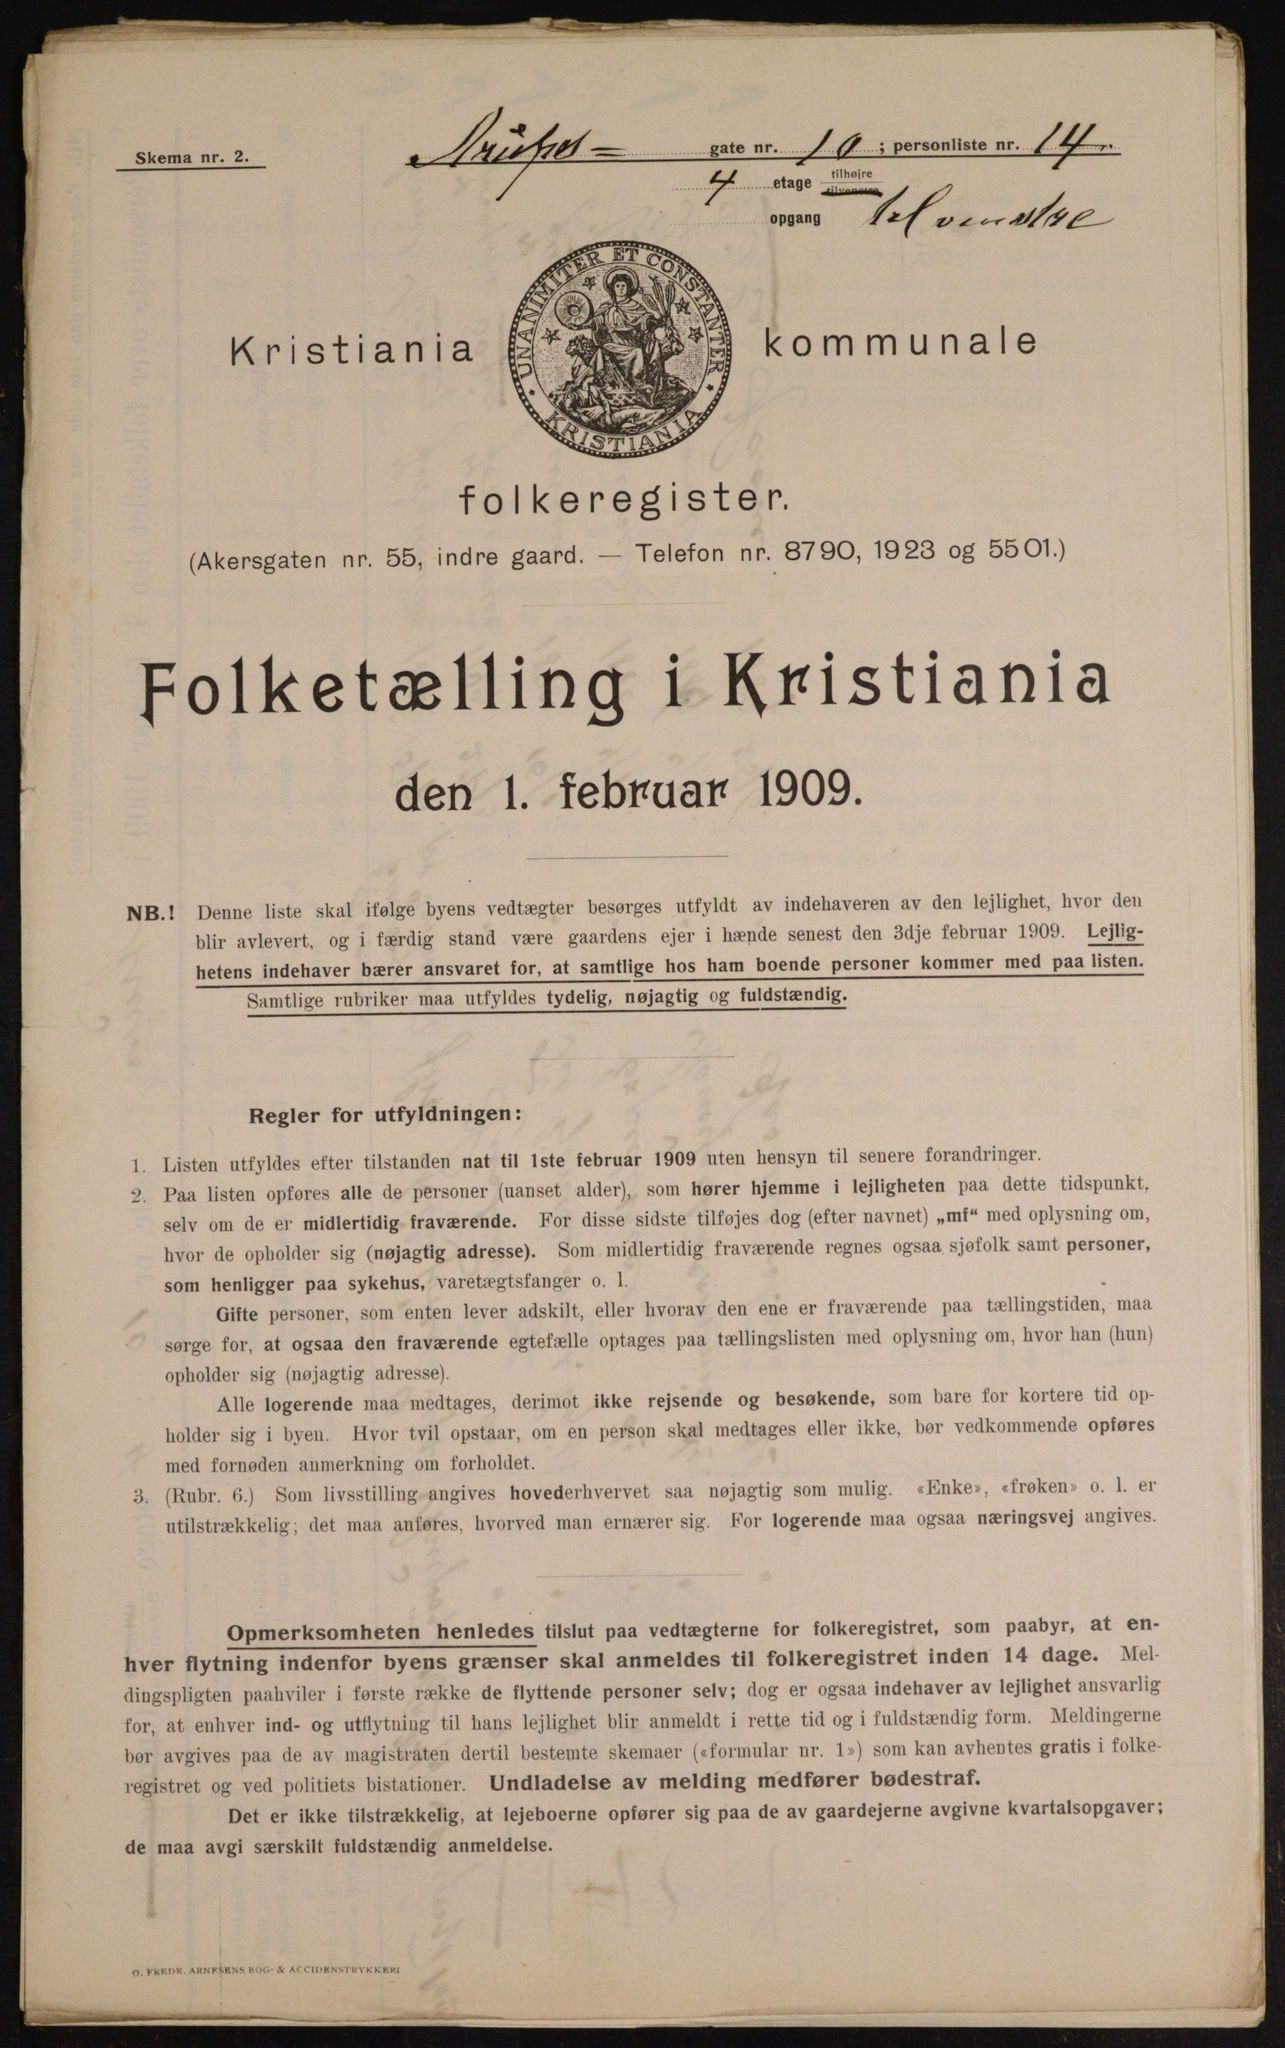 Skema nr. 2.
Arups= gate nr. 10 ; personliste nr. 14.
4 etage tilhøjre tilvenstre
opgang til venstre
UNANIMITER ET CONSTANTER
KRISTIANIA
Kristiania kommunale
folkeregister.
(Akersgaten nr. 55, indre gaard. — Telefon nr. 8790, 1923 og 5501.)
Folketælling i Kristiania
den 1. februar 1909.
NB.! Denne liste skal ifølge byens vedtægter besørges utfyldt av indehaveren av den lejlighet, hvor den
blir avlevert, og i færdig stand være gaardens ejer i hænde senest den 3dje februar 1909. Lejlig-
hetens indehaver bærer ansvaret for, at samtlige hos ham boende personer kommer med paa listen.
Samtlige rubriker maa utfyldes tydelig, nøjagtig og fuldstændig.
Regler for utfyldningen:
1. Listen utfyldes efter tilstanden nat til 1ste februar 1909 uten hensyn til senere forandringer.
2. Paa listen opføres alle de personer (uanset alder), som hører hjemme i lejligheten paa dette tidspunkt,
selv om de er midlertidig fraværende. For disse sidste tilføjes dog (efter navnet) „mf“ med oplysning om,
hvor de opholder sig (nøjagtig adresse). Som midlertidig fraværende regnes ogsaa sjøfolk samt personer,
som henligger paa sykehus, varetægtsfanger o. l.
Gifte personer, som enten lever adskilt, eller hvorav den ene er fraværende paa tællingstiden, maa
sørge for, at ogsaa den fraværende egtefælle optages paa tællingslisten med oplysning om, hvor han (hun)
opholder sig (nøjagtig adresse).
Alle logerende maa medtages, derimot ikke rejsende og besøkende, som bare for kortere tid op-
holder sig i byen. Hvor tvil opstaar, om en person skal medtages eller ikke, bør vedkommende opføres
med fornøden anmerkning om forholdet.
3. (Rubr. 6.) Som livsstilling angives hovederhvervet saa nøjagtig som mulig. «Enke», «frøken» o. l. er
utilstrækkelig; det maa anføres, hvorved man ernærer sig. For logerende maa ogsaa næringsvej angives.
Opmerksomheten henledes tilslut paa vedtægterne for folkeregistret, som paabyr, at en-
hver flytning indenfor byens grænser skal anmeldes til folkeregistret inden 14 dage. Mel-
dingspligten paahviler i første række de flyttende personer selv; dog er ogsaa indehaver av lejlighet ansvarlig
for, at enhver ind- og utflytning til hans lejlighet blir anmeldt i rette tid og i fuldstændig form. Meldingerne
bør avgives paa de av magistraten dertil bestemte skemaer («formular nr. 1») som kan avhentes gratis i folke-
registret og ved politiets bistationer. Undladelse av melding medfører bødestraf.
Det er ikke tilstrækkelig, at lejeboerne opfører sig paa de av gaardejerne avgivne kvartalsopgaver;
de maa avgi særskilt fuldstændig anmeldelse.
O. FREDR. ARNESENS BOG- & ACCIDENSTRYKKERI